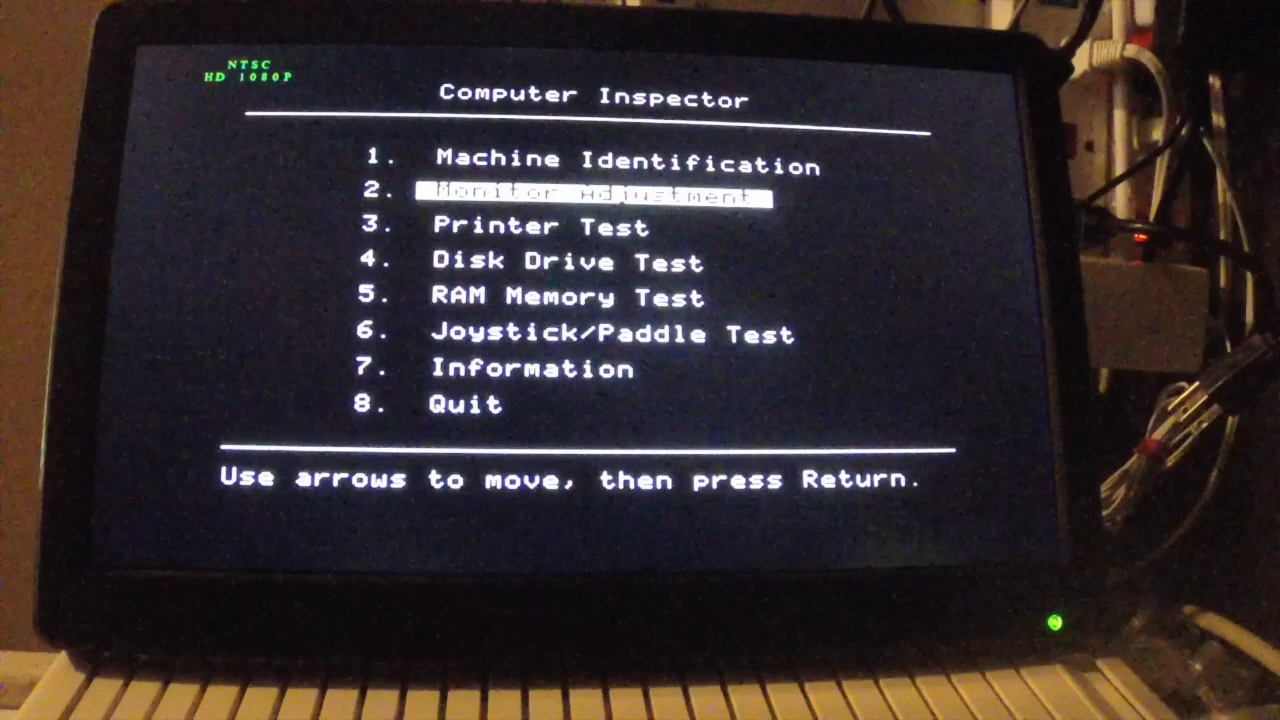 NTSC
HD 1080P
Computer Inspector
1. Machine Identification
2. Monitor Adjustment
3. Printer Test
4. Disk Drive Test
5. RAM Memory Test
6. Joystick/Paddle Test
7. Information
8. Quit
Use arrows to move, then press Return.